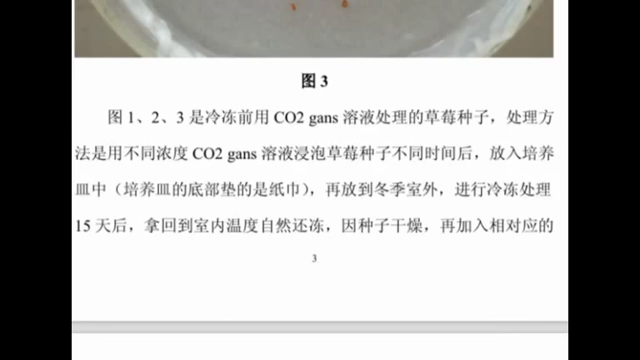 图 3
图 1、2、3 是冷冻前用 CO2 gans 溶液处理的草莓种子，处理方
法是用不同浓度 CO2 gans 溶液浸泡草莓种子不同时间后，放入培养
皿中（培养皿的底部垫的是纸巾），再放到冬季室外，进行冷冻处理
15 天后，拿回到室内温度自然还冻，因种子干燥，再加入相对应的
3